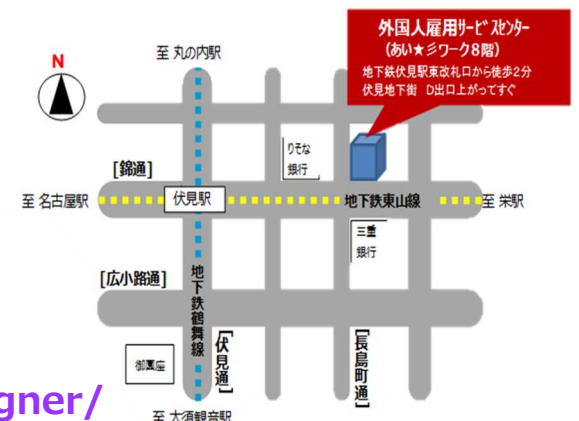 外国人雇用サービスセンター
(あい★彡ワーク8階)
地下鉄伏見駅東改札口から徒歩2分
伏見地下街 D出口上がってすぐ
至 丸の内駅
N
りそな
銀行
[錦通]
至 名古屋駅
伏見駅
地下鉄東山線
至 栄駅
三重
銀行
[広小路通]
地下鉄鶴舞線
[伏見通]
[長島町通]
御園座
gner/
至 大須観音駅